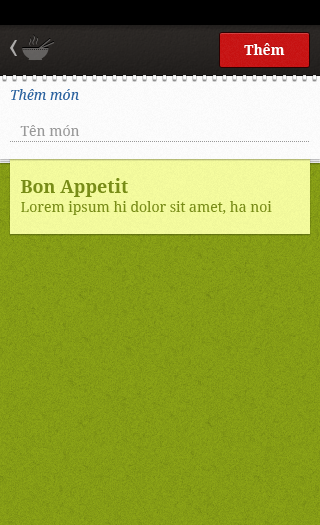 Thêm
Thêm món
Tên món
Bon Appetit
Lorem ipsum hi dolor sit amet, ha noi